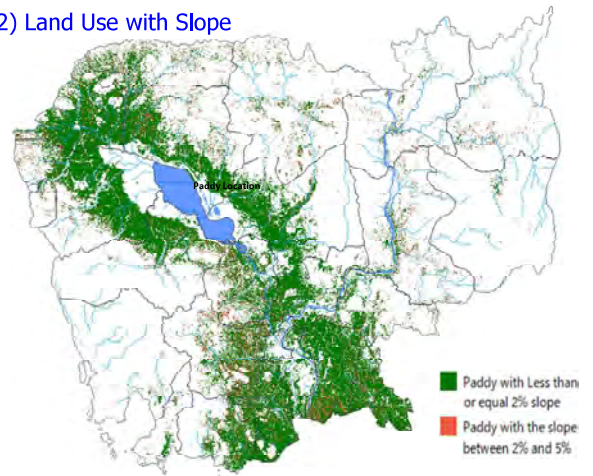 2) Land Use with Slope
Paddy Location
Paddy with Less than
or equal 2% slope
Paddy with the slope
between 2% and 5%